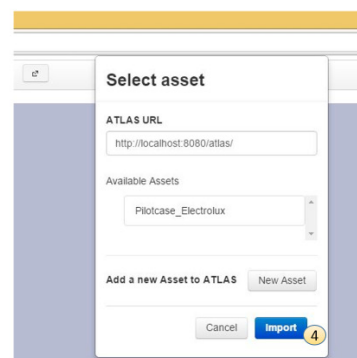 Select asset
ATLAS URL
http://localhost:8080/atlas/
Available Assets
Pilotcase_Electrolux
Add a new Asset to ATLAS New Asset
Cancel Import 4